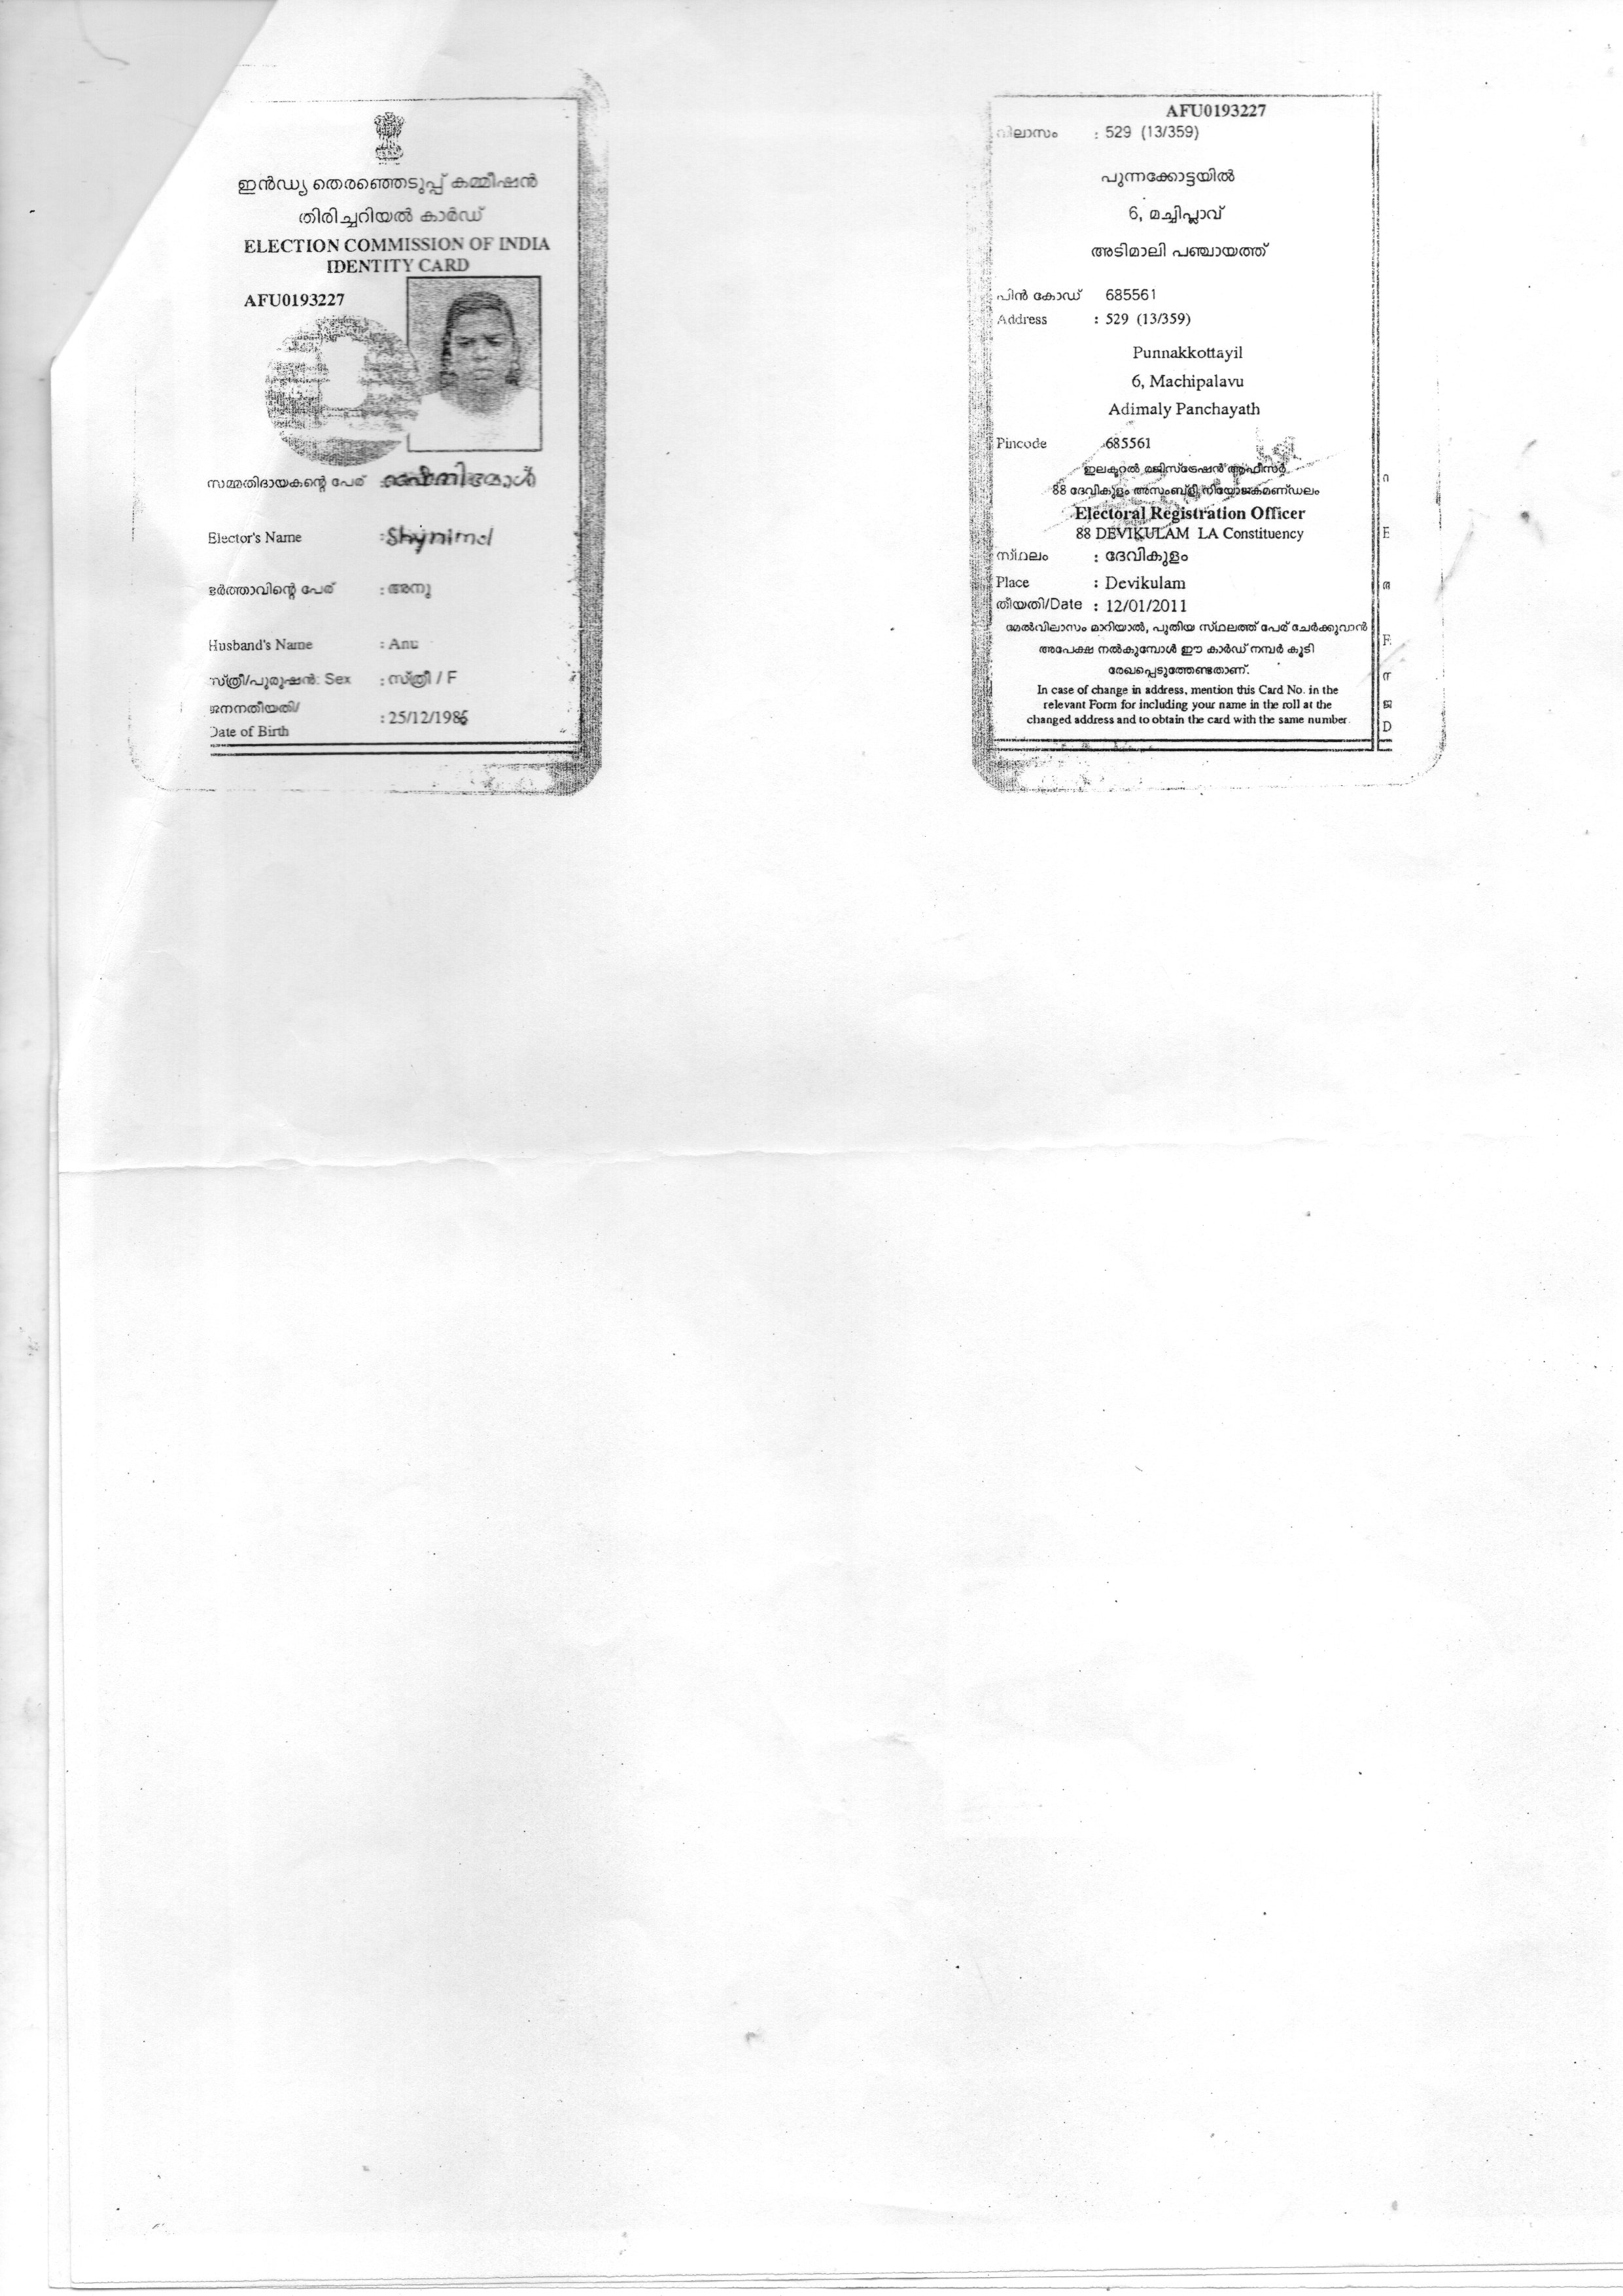 ഇൻഡ്യ തെരഞ്ഞെടുപ്പ് കമ്മീഷൻ
തിരിച്ചറിയൽ കാർഡ്
ELECTION COMMISSION OF INDIA
IDENTITY CARD
AFU0193227
സമ്മതിദായകന്റെ പേര് : ഷൈനിമോൾ
Elector's Name : Shynimol
ഭർത്താവിന്റെ പേര് : അനു
Husband's Name : Anu
സ്ത്രീ/പുരുഷൻ: Sex : സ്ത്രീ / F
ജനനതീയതി/
Date of Birth : 25/12/1986
AFU0193227
വിലാസം : 529 (13/359)
പുന്നക്കോട്ടയിൽ
6, മച്ചിപ്ലാവ്
അടിമാലി പഞ്ചായത്ത്
പിൻ കോഡ് 685561
Address : 529 (13/359)
Punnakkottayil
6, Machipalavu
Adimaly Panchayath
Pincode 685561
ഇലക്ടറൽ രജിസ്ട്രേഷൻ ആഫീസർ
88 ദേവികുളം അസംബ്ളി നിയോജകമണ്ഡലം
Electoral Registration Officer
88 DEVIKULAM LA Constituency
സ്ഥലം : ദേവികുളം
Place : Devikulam
തീയതി/Date : 12/01/2011
മേൽവിലാസം മാറിയാൽ, പുതിയ സ്ഥലത്ത് പേര് ചേർക്കുവാൻ
അപേക്ഷ നൽകുമ്പോൾ ഈ കാർഡ് നമ്പർ കൂടി
രേഖപ്പെടുത്തേണ്ടതാണ്.
In case of change in address, mention this Card No. in the
relevant Form for including your name in the roll at the
changed address and to obtain the card with the same number.